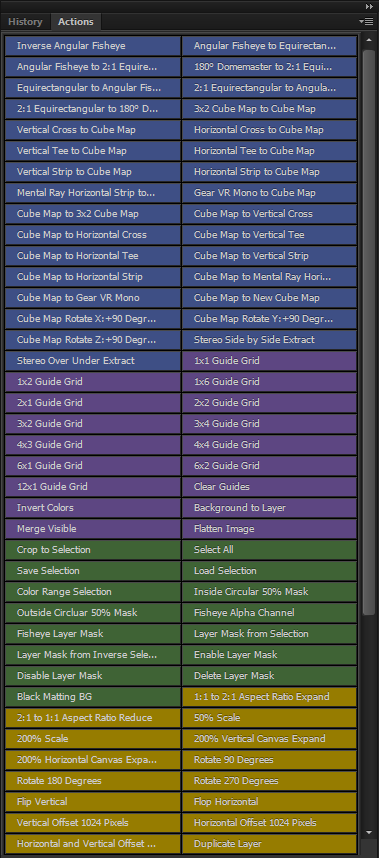 History Actions
Inverse Angular Fisheye Angular Fisheye to Equirectan...
Angular Fisheye to 2:1 Equire... 180º Domemaster to 2:1 Equi...
Equirectangular to Angular Fis... 2:1 Equirectangular to Angula...
2:1 Equirectangular to 180º D... 3x2 Cube Map to Cube Map
Vertical Cross to Cube Map Horizontal Cross to Cube Map
Vertical Tee to Cube Map Horizontal Tee to Cube Map
Vertical Strip to Cube Map Horizontal Strip to Cube Map
Mental Ray Horizontal Strip to... Gear VR Mono to Cube Map
Cube Map to 3x2 Cube Map Cube Map to Vertical Cross
Cube Map to Horizontal Cross Cube Map to Vertical Tee
Cube Map to Horizontal Tee Cube Map to Vertical Strip
Cube Map to Horizontal Strip Cube Map to Mental Ray Hori...
Cube Map to Gear VR Mono Cube Map to New Cube Map
Cube Map Rotate X:+90 Degr... Cube Map Rotate Y:+90 Degr...
Cube Map Rotate Z:+90 Degr... Stereo Side by Side Extract
Stereo Over Under Extract 1x1 Guide Grid
1x2 Guide Grid 1x6 Guide Grid
2x1 Guide Grid 2x2 Guide Grid
3x2 Guide Grid 3x4 Guide Grid
4x3 Guide Grid 4x4 Guide Grid
6x1 Guide Grid 6x2 Guide Grid
12x1 Guide Grid Clear Guides
Invert Colors Background to Layer
Merge Visible Flatten Image
Crop to Selection Select All
Save Selection Load Selection
Color Range Selection Inside Circular 50% Mask
Outside Circluar 50% Mask Fisheye Alpha Channel
Fisheye Layer Mask Layer Mask from Selection
Layer Mask from Inverse Sele... Enable Layer Mask
Disable Layer Mask Delete Layer Mask
Black Matting BG 1:1 to 2:1 Aspect Ratio Expand
2:1 to 1:1 Aspect Ratio Reduce 50% Scale
200% Scale 200% Vertical Canvas Expand
200% Horizontal Canvas Expa... Rotate 90 Degrees
Rotate 180 Degrees Rotate 270 Degrees
Flip Vertical Flop Horizontal
Vertical Offset 1024 Pixels Horizontal Offset 1024 Pixels
Horizontal and Vertical Offset ... Duplicate Layer